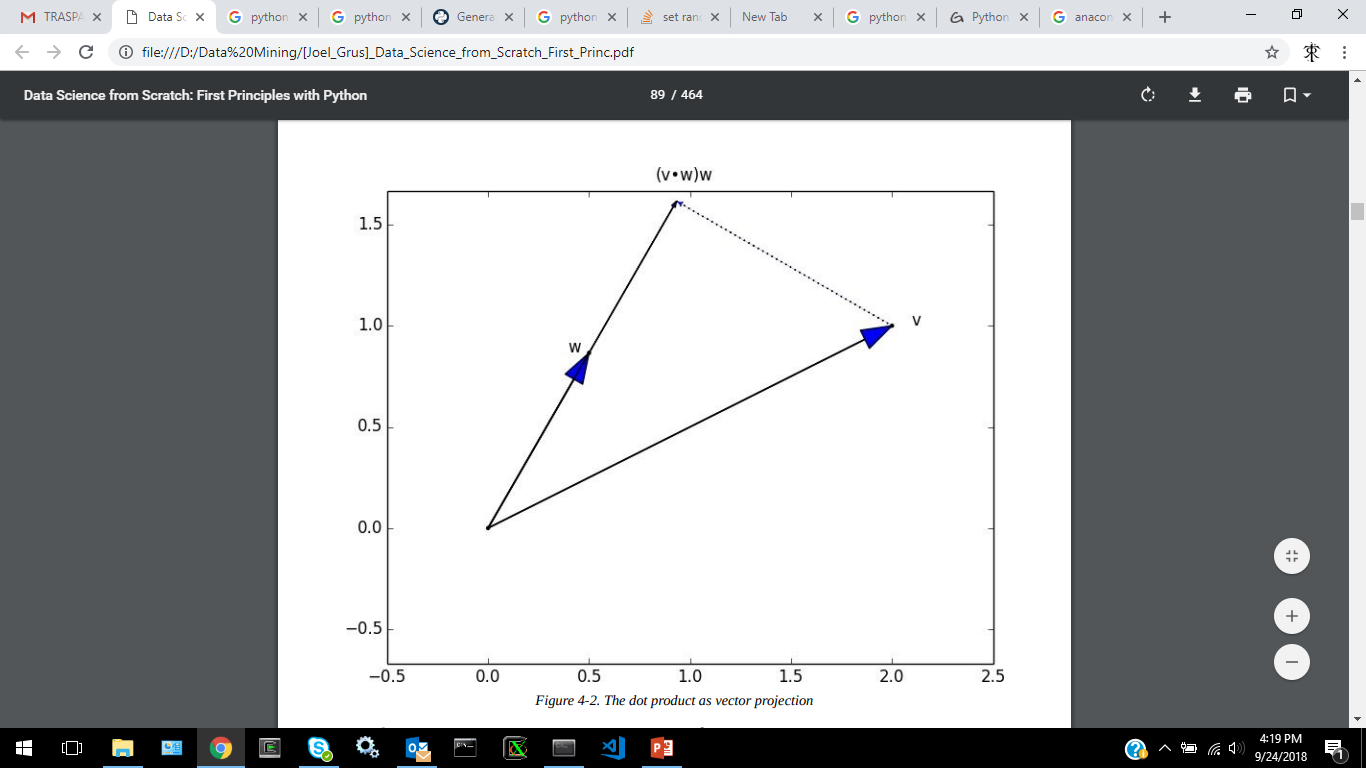 TRASPA
Data Sc
python
python
Genera
python
set ranc
New Tab
python
Python
anacon
file:///D:/Data%20Mining/[Joel_Grus]_Data_Science_from_Scratch_First_Princ.pdf
Data Science from Scratch: First Principles with Python
89 / 464
(v•w)w
1.5
1.0
v
w
0.5
0.0
−0.5
−0.5 0.0 0.5 1.0 1.5 2.0 2.5
Figure 4-2. The dot product as vector projection
4:19 PM
9/24/2018
1